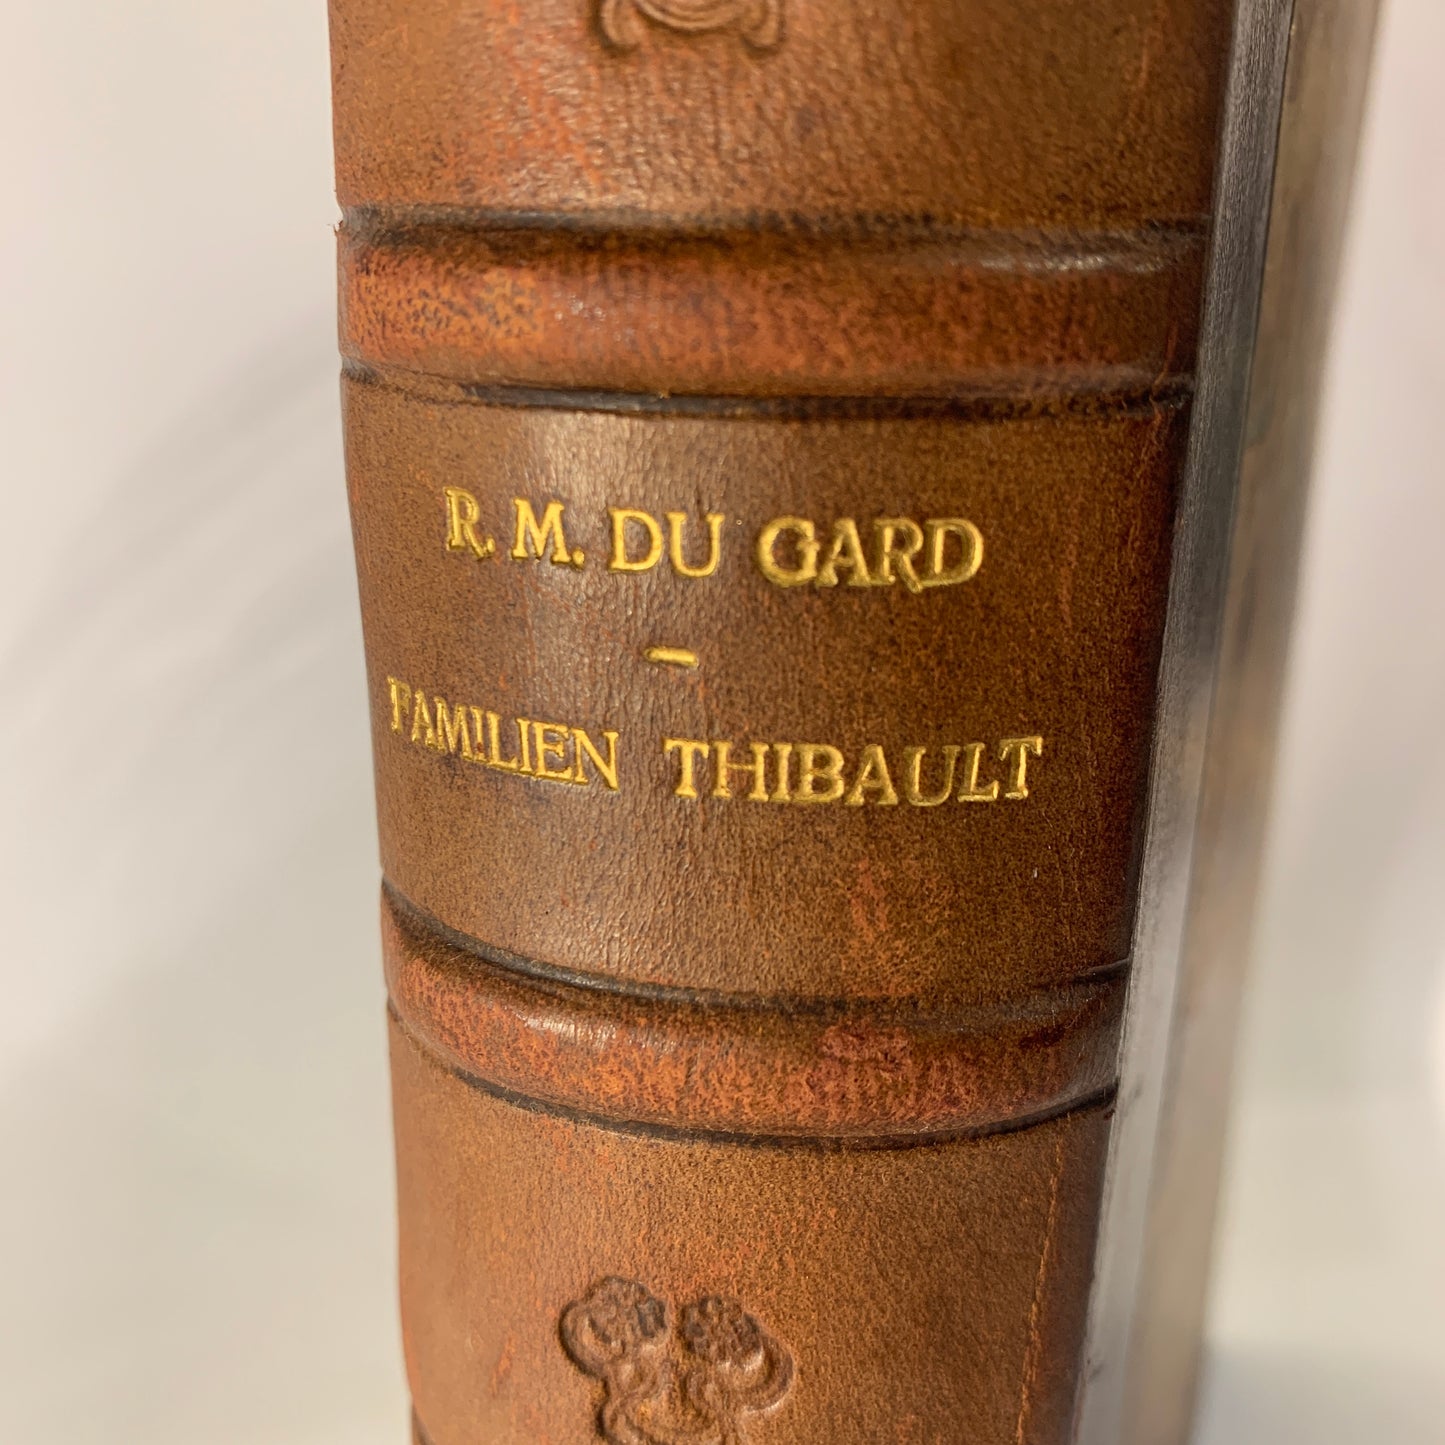 R. M. DU GARD
–
FAMILIEN THIBAULT